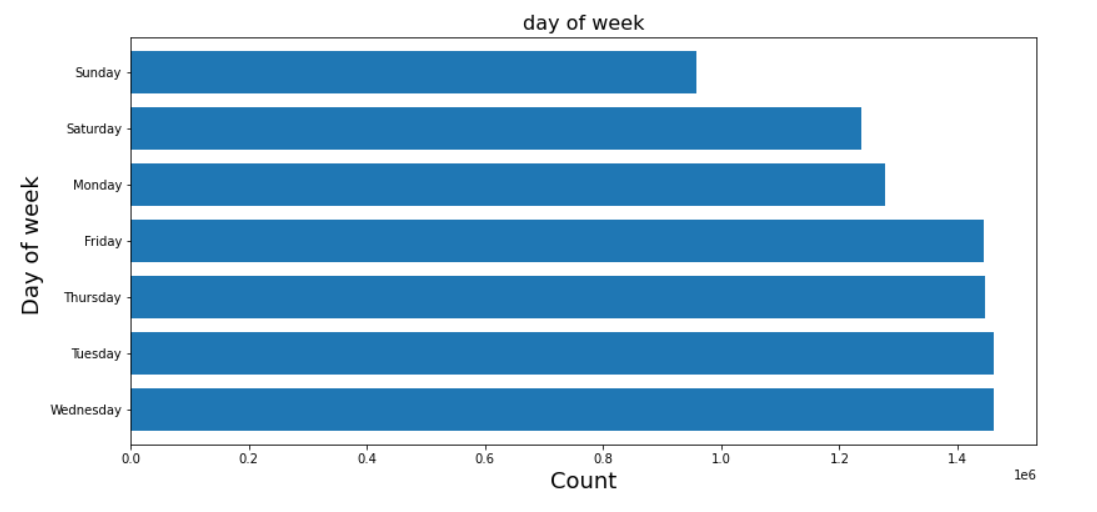 day of week
Day of week
Sunday
Saturday
Monday
Friday
Thursday
Tuesday
Wednesday
0.0 0.2 0.4 0.6 0.8 1.0 1.2 1.4
1e6
Count